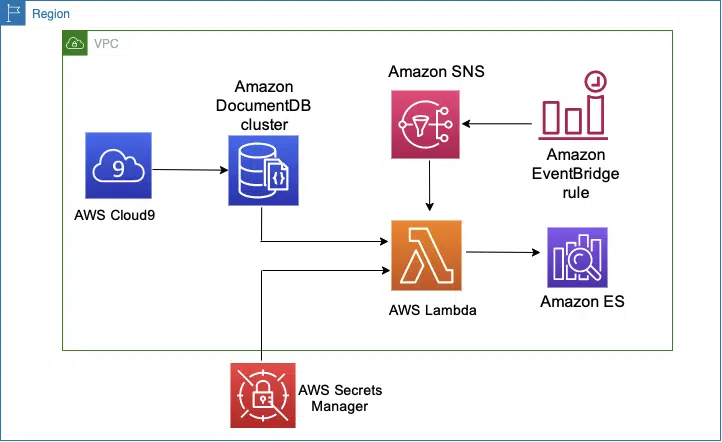 Region
VPC
Amazon
DocumentDB
cluster
Amazon SNS
9
AWS Cloud9
Amazon
EventBridge
rule
{}
AWS Lambda
Amazon ES
AWS Secrets
Manager